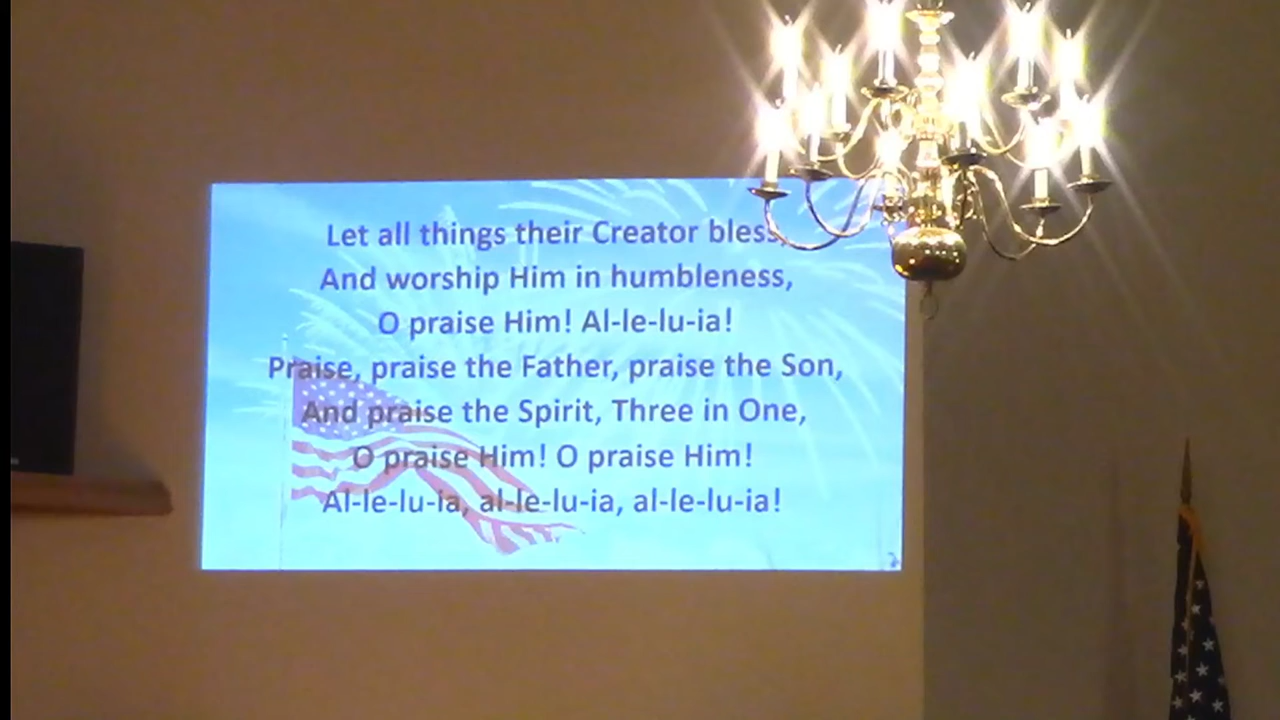 Let all things their Creator bless,
And worship Him in humbleness,
O praise Him! Al-le-lu-ia!
Praise, praise the Father, praise the Son,
And praise the Spirit, Three in One,
O praise Him! O praise Him!
Al-le-lu-ia, al-le-lu-ia, al-le-lu-ia!